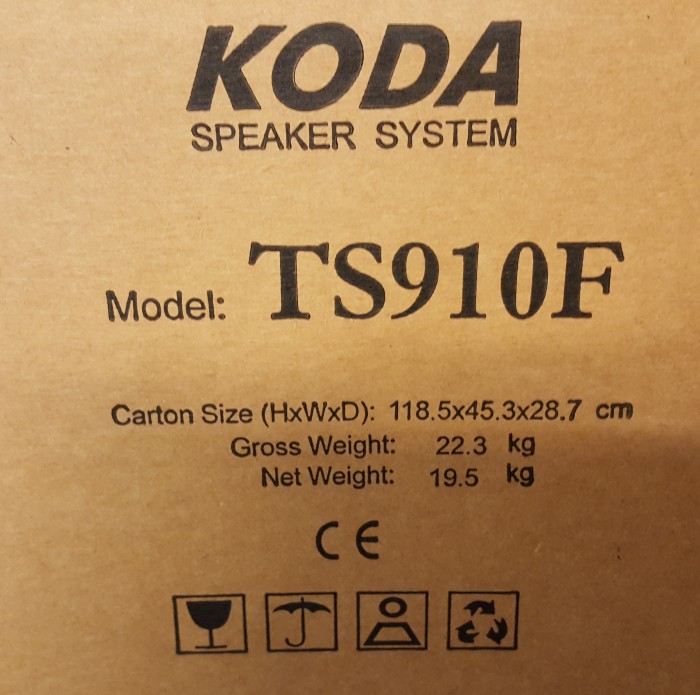 KODA
SPEAKER SYSTEM
Model: TS910F
Carton Size (HxWxD): 118.5x45.3x28.7 cm
Gross Weight: 22.3 kg
Net Weight: 19.5 kg
CE